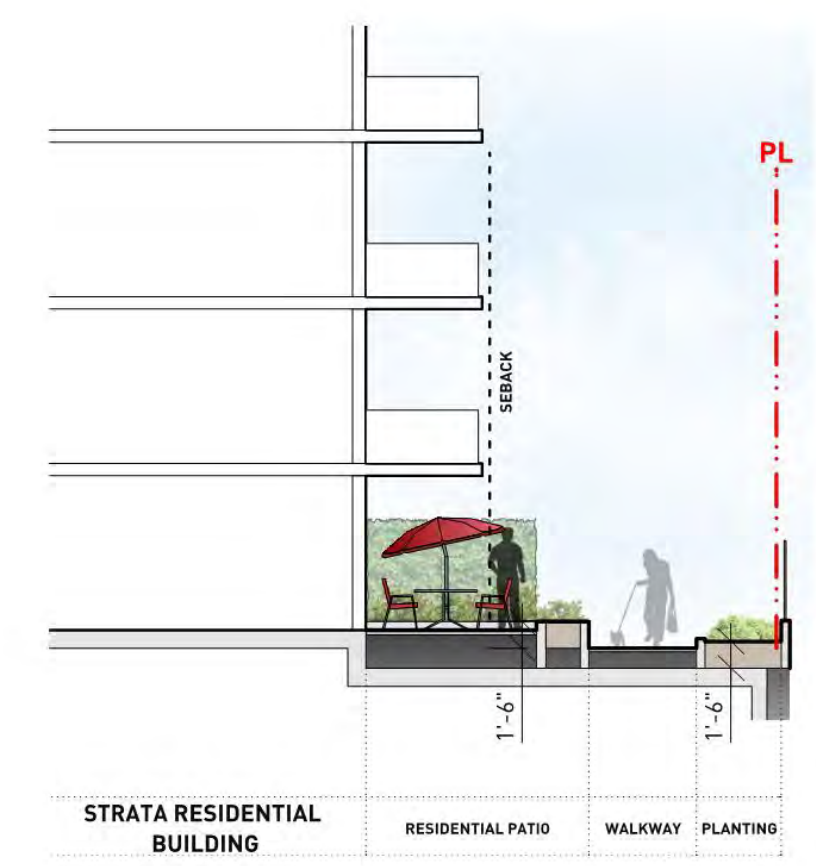 PL
SEBACK
1'-6"
1'-6"
STRATA RESIDENTIAL
BUILDING
RESIDENTIAL PATIO
WALKWAY
PLANTING